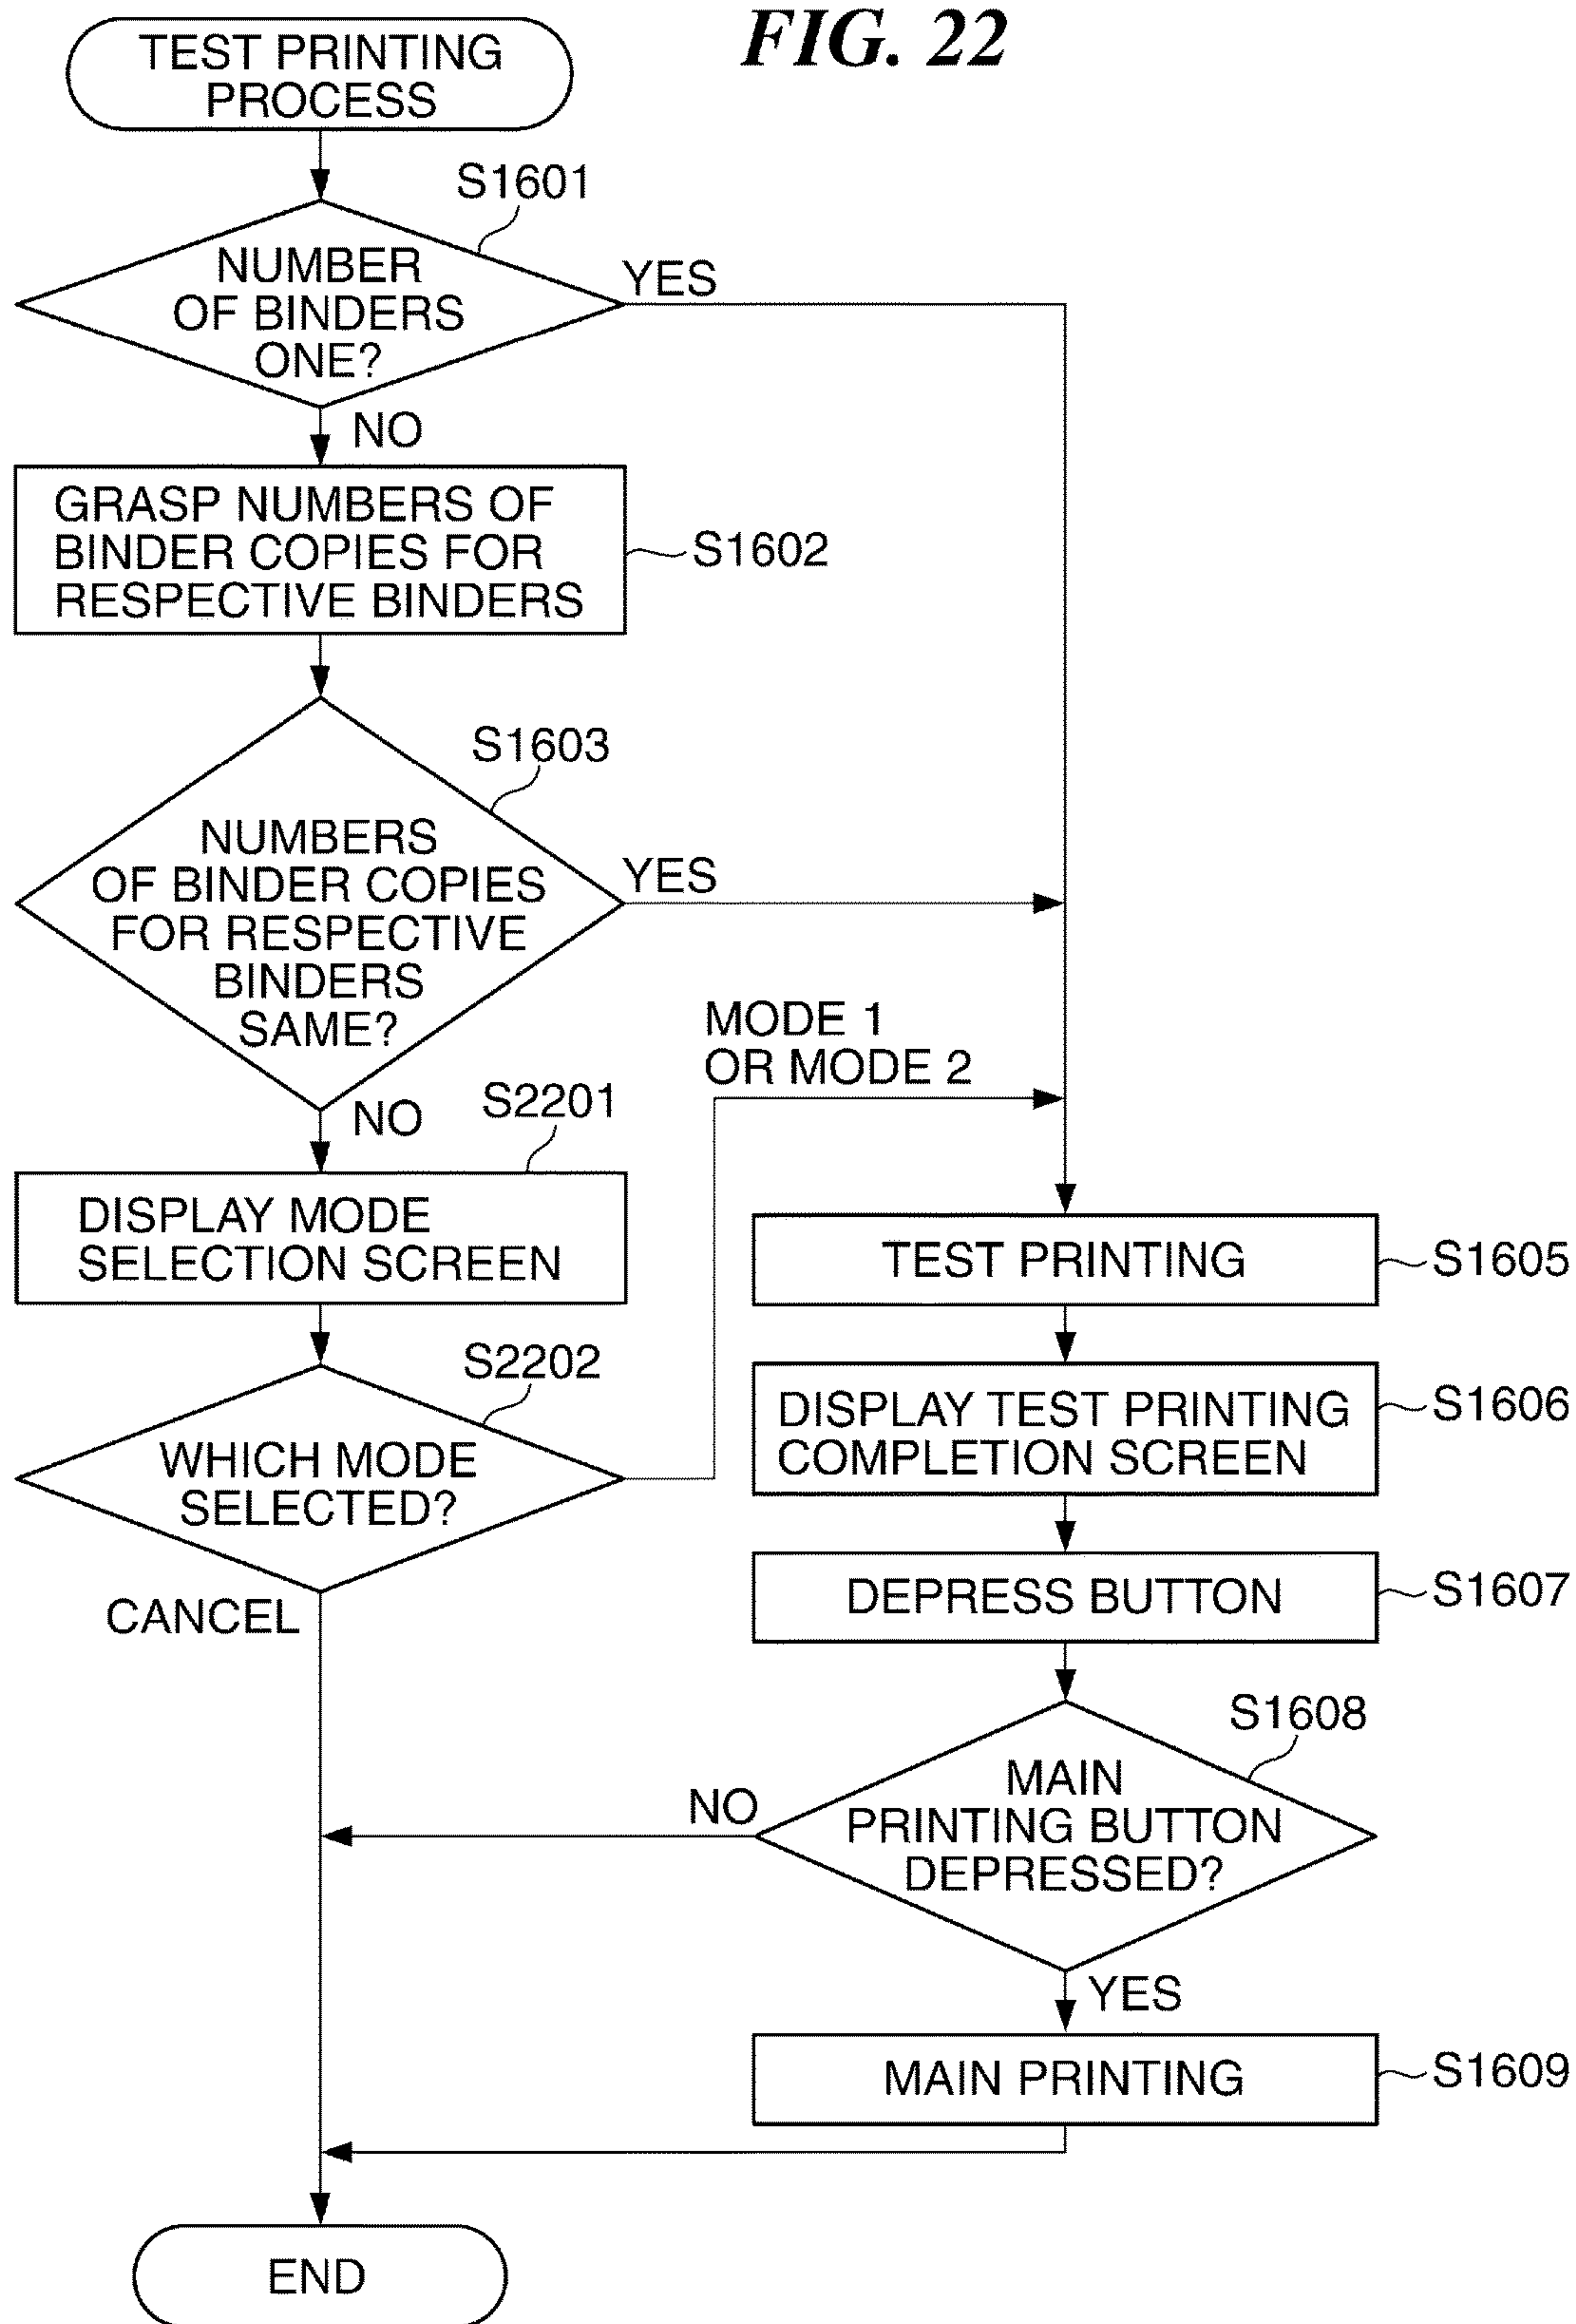 FIG. 22
TEST PRINTING
PROCESS
S1601
NUMBER
OF BINDERS
ONE?
YES
NO
GRASP NUMBERS OF
BINDER COPIES FOR
RESPECTIVE BINDERS
S1602
S1603
NUMBERS
OF BINDER COPIES
FOR RESPECTIVE
BINDERS
SAME?
YES
NO
MODE 1
OR MODE 2
S2201
DISPLAY MODE
SELECTION SCREEN
S2202
WHICH MODE
SELECTED?
CANCEL
TEST PRINTING
S1605
DISPLAY TEST PRINTING
COMPLETION SCREEN
S1606
DEPRESS BUTTON
S1607
S1608
MAIN
PRINTING BUTTON
DEPRESSED?
NO
YES
MAIN PRINTING
S1609
END